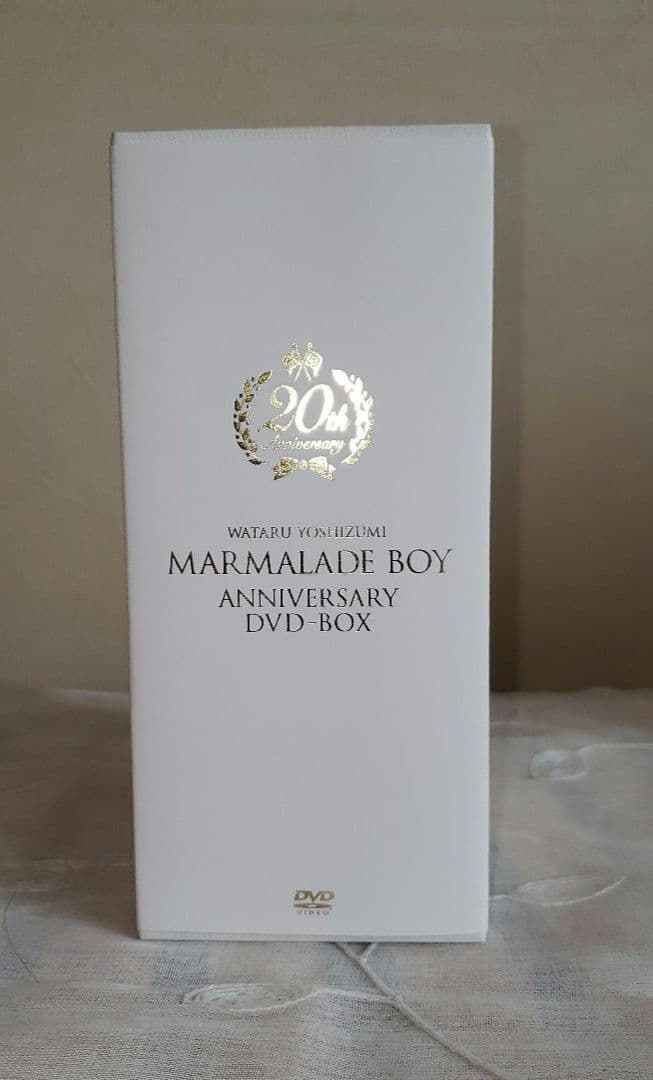 20th
Anniversary
WATARU YOSHIZUMI
MARMALADE BOY
ANNIVERSARY
DVD-BOX
DVD
VIDEO